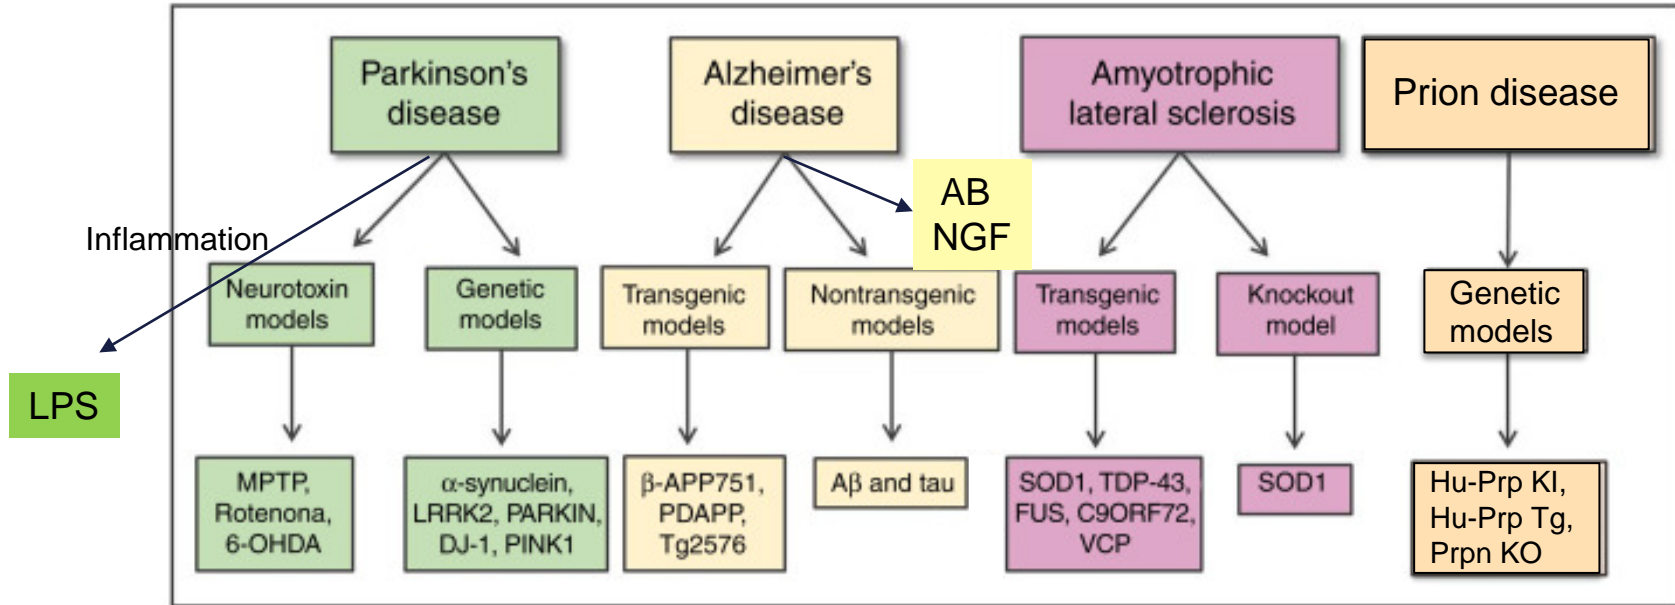 Parkinson's
disease
Alzheimer's
disease
Amyotrophic
lateral sclerosis
Prion disease
AB
NGF
Inflammation
LPS
Neurotoxin
models
Genetic
models
Transgenic
models
Nontransgenic
models
Transgenic
models
Knockout
model
Genetic
models
MPTP,
Rotenona,
6-OHDA
α-synuclein,
LRRK2, PARKIN,
DJ-1, PINK1
β-APP751,
PDAPP,
Tg2576
Aβ and tau
SOD1, TDP-43,
FUS, C9ORF72,
VCP
SOD1
Hu-Prp KI,
Hu-Prp Tg,
Prpn KO